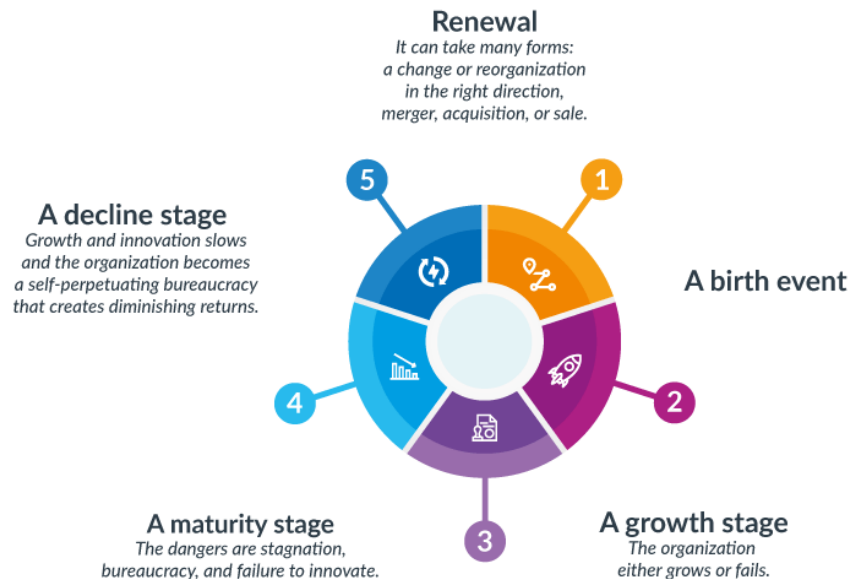 Renewal
It can take many forms:
a change or reorganization
in the right direction,
merger, acquisition, or sale.
5
1
A decline stage
Growth and innovation slows
and the organization becomes
a self-perpetuating bureaucracy
that creates diminishing returns.
A birth event
4
2
A maturity stage
The dangers are stagnation,
bureaucracy, and failure to innovate.
3
A growth stage
The organization
either grows or fails.